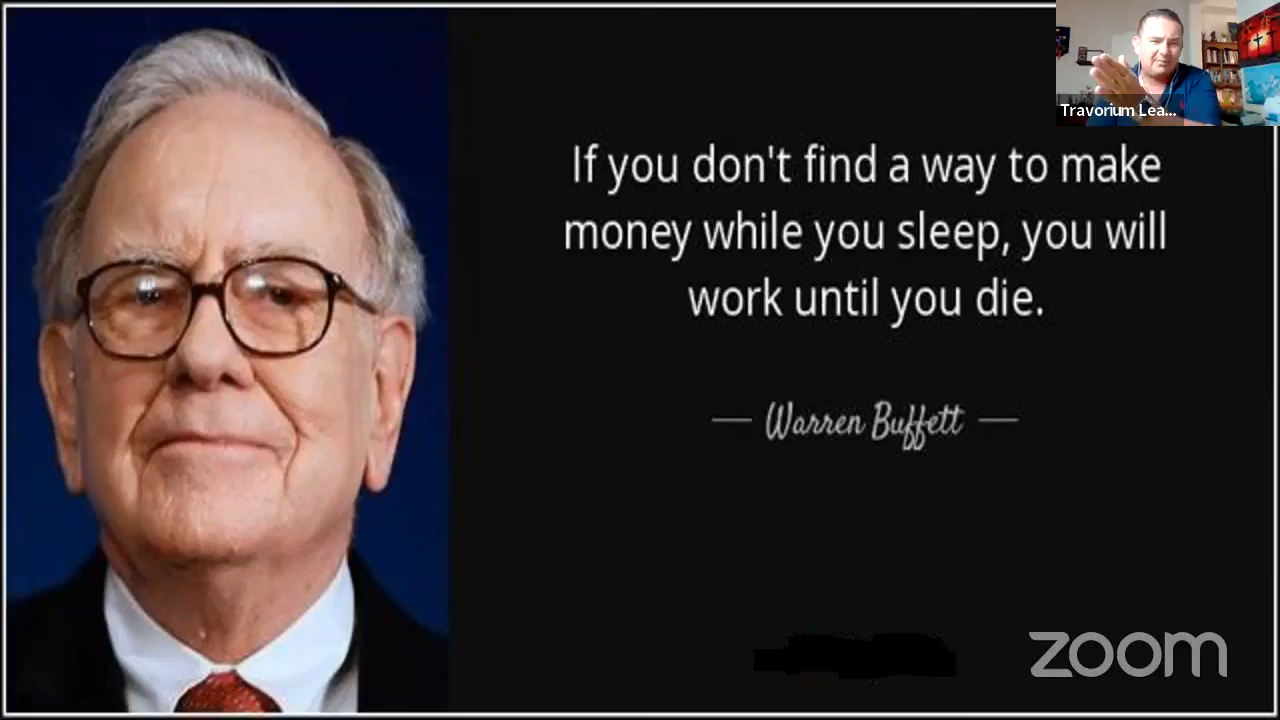 Travorium Lea...
If you don't find a way to make
money while you sleep, you will
work until you die.
— Warren Buffett —
zoom